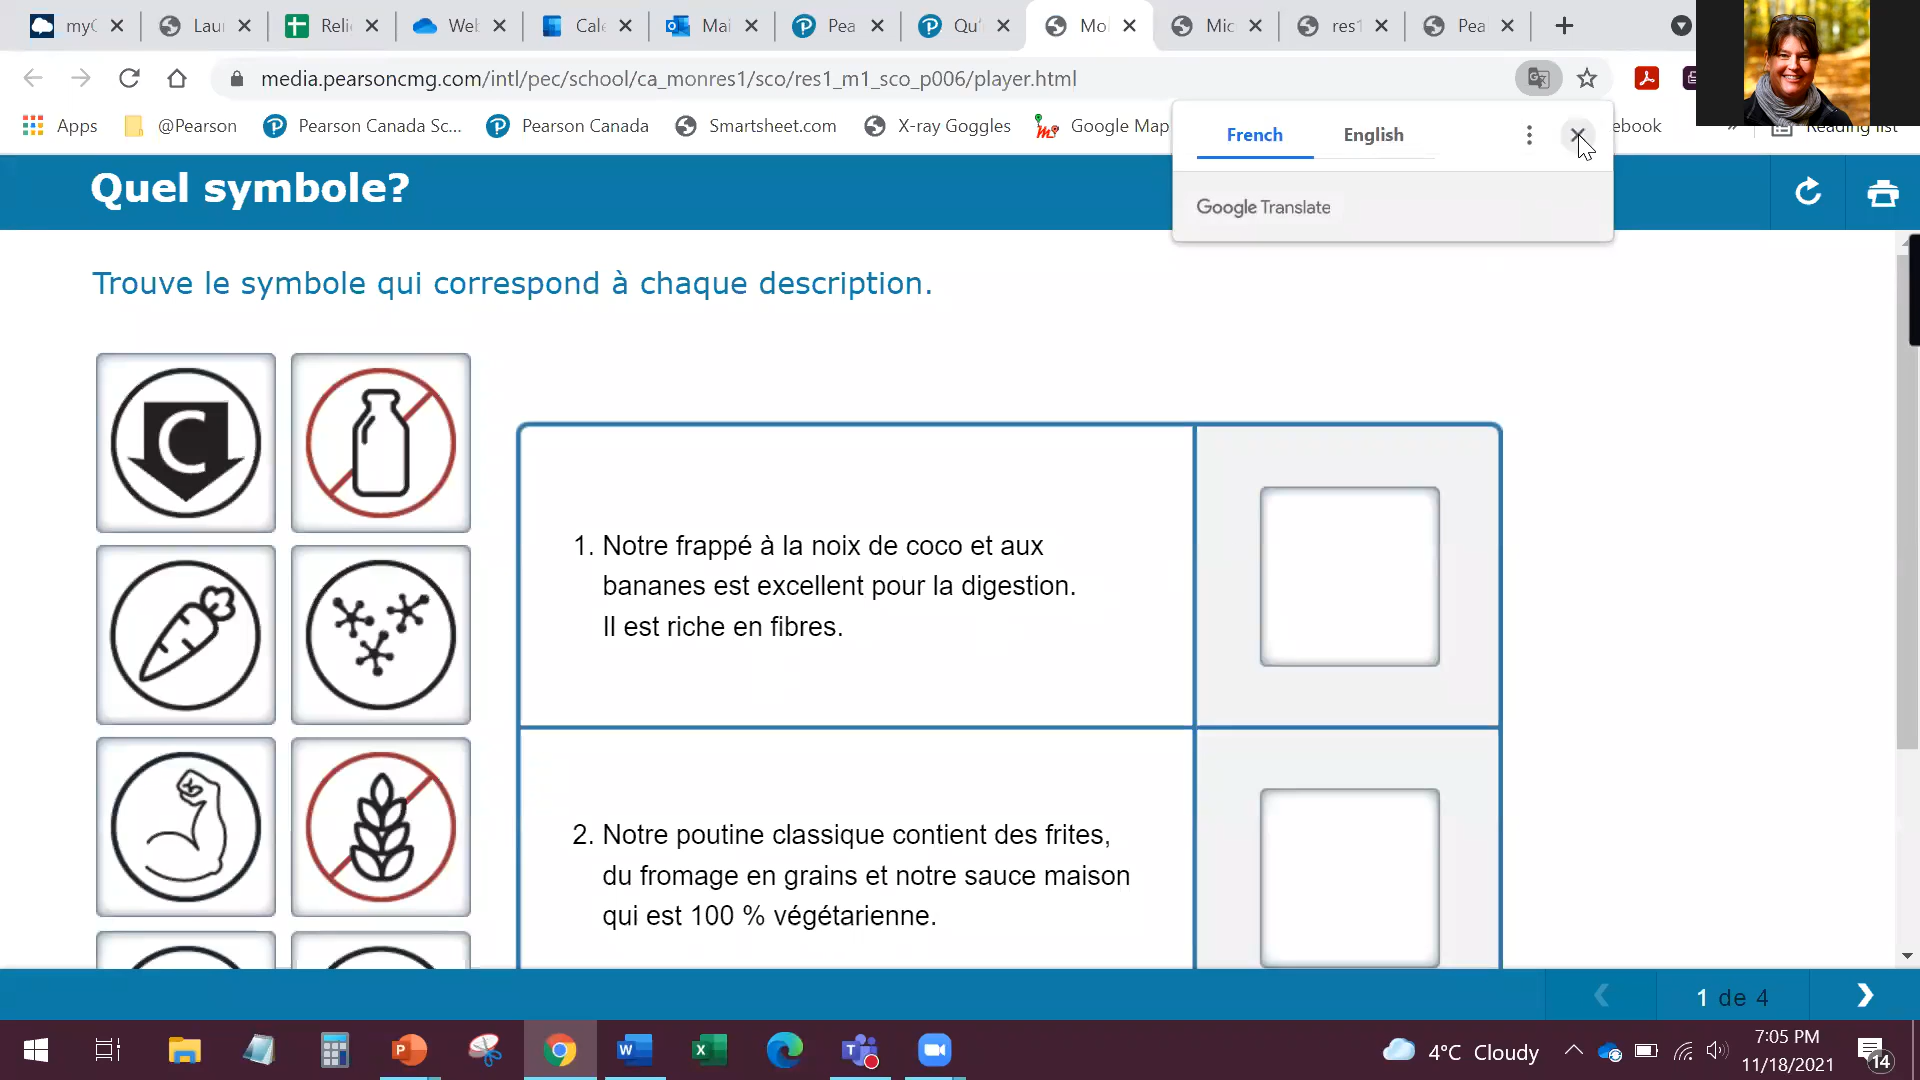 myC
Laur
Reli
Wel
Cale
Mai
Pea
Qu'
Mo
Mic
res1
Pea
media.pearsoncmg.com/intl/pec/school/ca_monres1/sco/res1_m1_sco_p006/player.html
Apps
@Pearson
Pearson Canada Sc...
Pearson Canada
Smartsheet.com
X-ray Goggles
Google Map
ebook
Reading list
French
English
Google Translate
Quel symbole?
Trouve le symbole qui correspond à chaque description.
C
1. Notre frappé à la noix de coco et aux
bananes est excellent pour la digestion.
Il est riche en fibres.
2. Notre poutine classique contient des frites,
du fromage en grains et notre sauce maison
qui est 100 % végétarienne.
1 de 4
4°C Cloudy
7:05 PM
11/18/2021
14